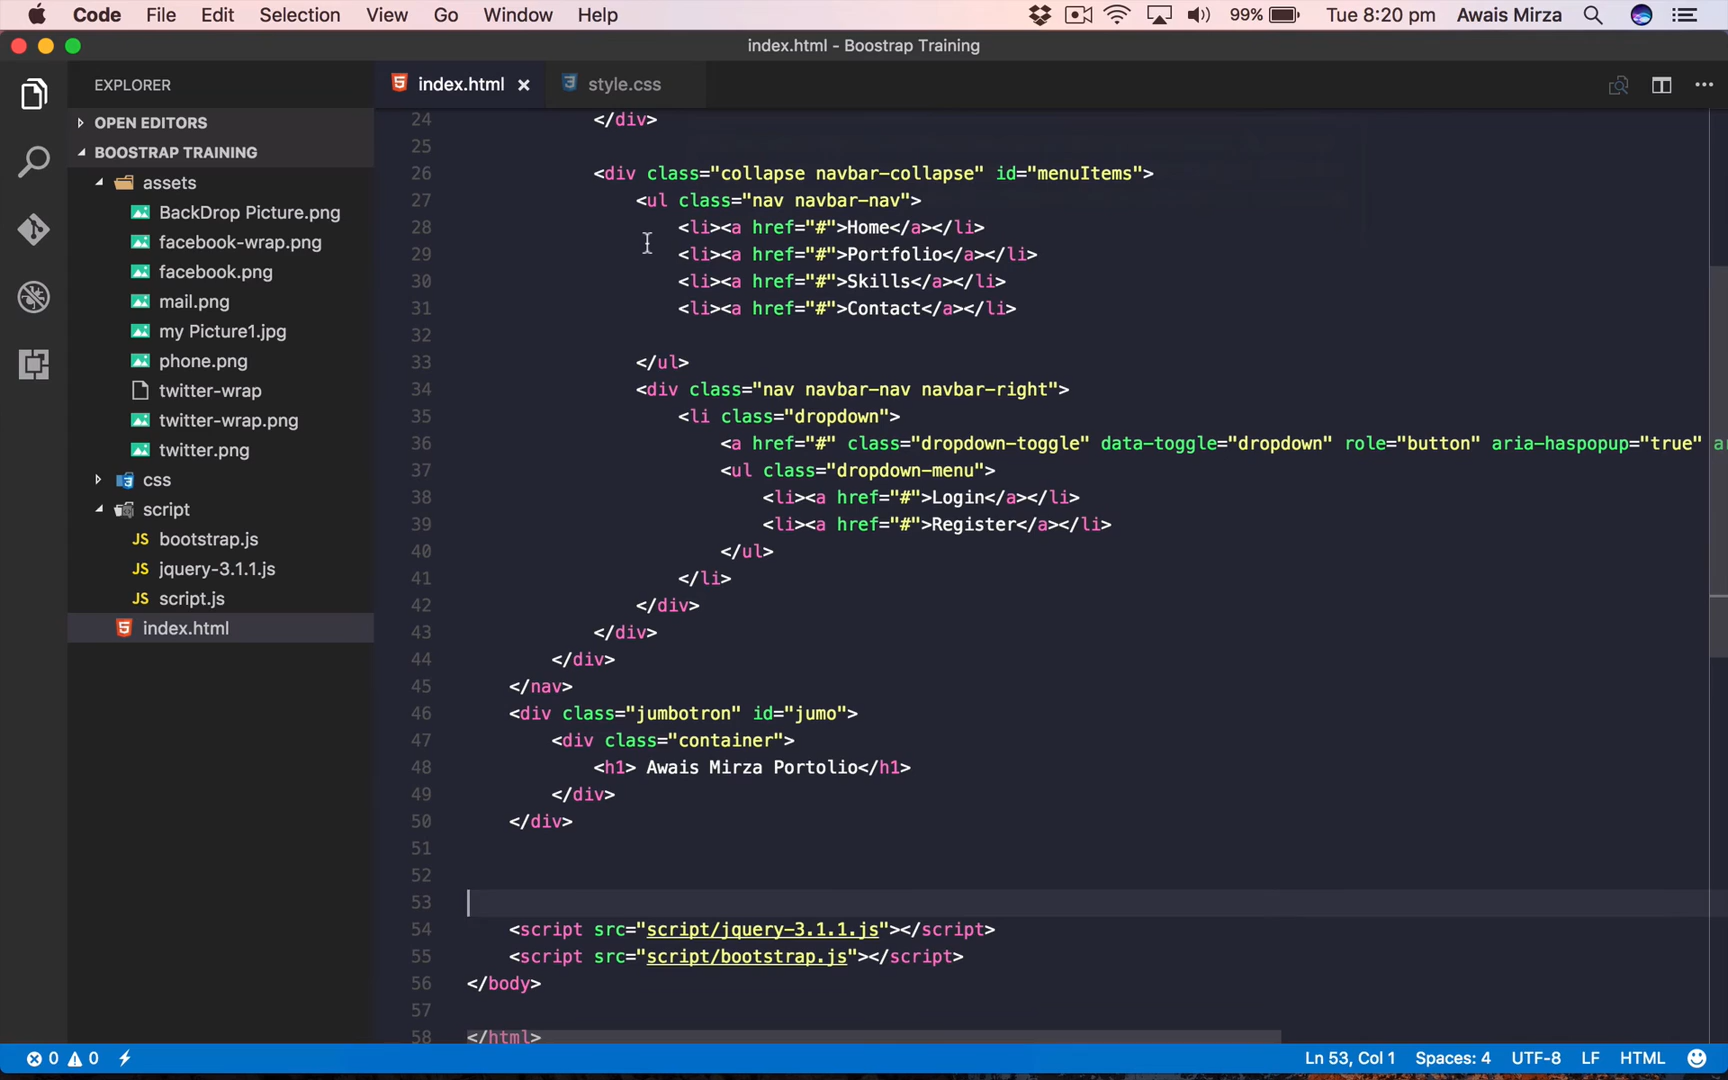 Code File Edit Selection View Go Window Help 99% Tue 8:20 pm Awais Mirza
index.html - Boostrap Training
EXPLORER
index.html
style.css
OPEN EDITORS
BOOSTRAP TRAINING
assets
BackDrop Picture.png
facebook-wrap.png
facebook.png
mail.png
my Picture1.jpg
phone.png
twitter-wrap
twitter-wrap.png
twitter.png
css
script
JS bootstrap.js
JS jquery-3.1.1.js
JS script.js
index.html
24 </div>
25
26 <div class="collapse navbar-collapse" id="menuItems">
27 <ul class="nav navbar-nav">
28 <li><a href="#">Home</a></li>
29 <li><a href="#">Portfolio</a></li>
30 <li><a href="#">Skills</a></li>
31 <li><a href="#">Contact</a></li>
32
33 </ul>
34 <div class="nav navbar-nav navbar-right">
35 <li class="dropdown">
36 <a href="#" class="dropdown-toggle" data-toggle="dropdown" role="button" aria-haspopup="true"
37 <ul class="dropdown-menu">
38 <li><a href="#">Login</a></li>
39 <li><a href="#">Register</a></li>
40 </ul>
41 </li>
42 </div>
43 </div>
44 </div>
45 </nav>
46 <div class="jumbotron" id="jumo">
47 <div class="container">
48 <h1> Awais Mirza Portolio</h1>
49 </div>
50 </div>
51
52
53
54 <script src="script/jquery-3.1.1.js"></script>
55 <script src="script/bootstrap.js"></script>
56 </body>
57
58 </html>
0 0 Ln 53, Col 1 Spaces: 4 UTF-8 LF HTML